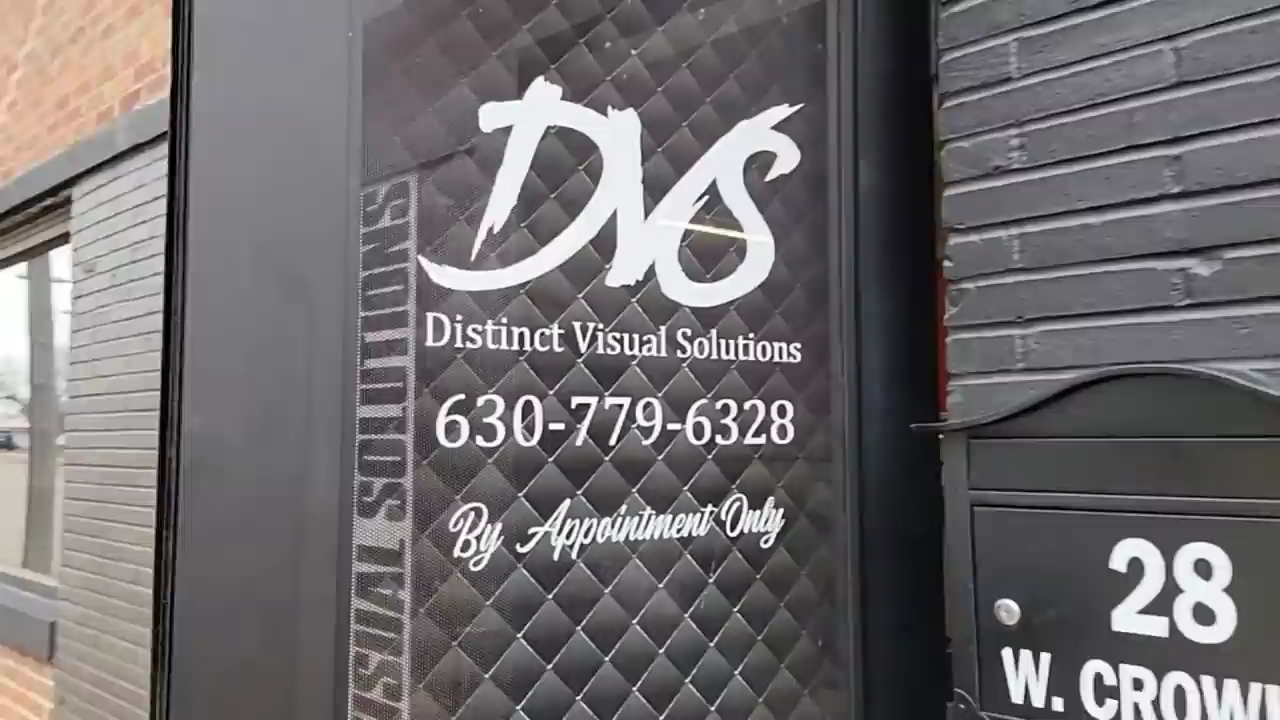 DVS
Distinct Visual Solutions
630-779-6328
By Appointment Only
VISUAL SOLUTIONS
28
W. CROWN